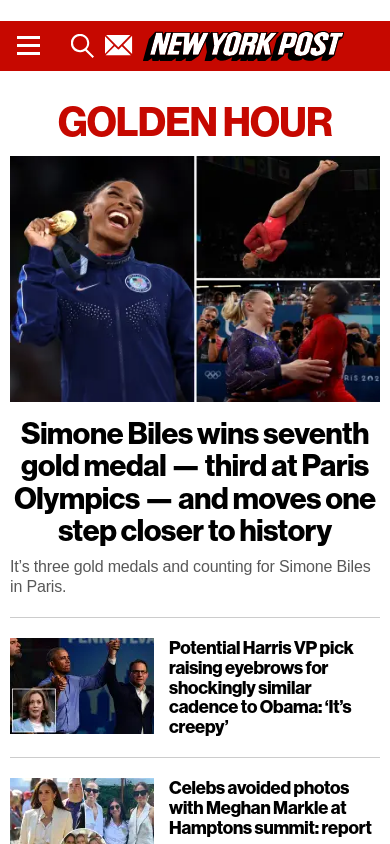 NEW YORK POST
GOLDEN HOUR
PARIS 202
Simone Biles wins seventh
gold medal — third at Paris
Olympics — and moves one
step closer to history
It’s three gold medals and counting for Simone Biles
in Paris.
PENNSYLVA
Potential Harris VP pick
raising eyebrows for
shockingly similar
cadence to Obama: ‘It’s
creepy’
Celebs avoided photos
with Meghan Markle at
Hamptons summit: report